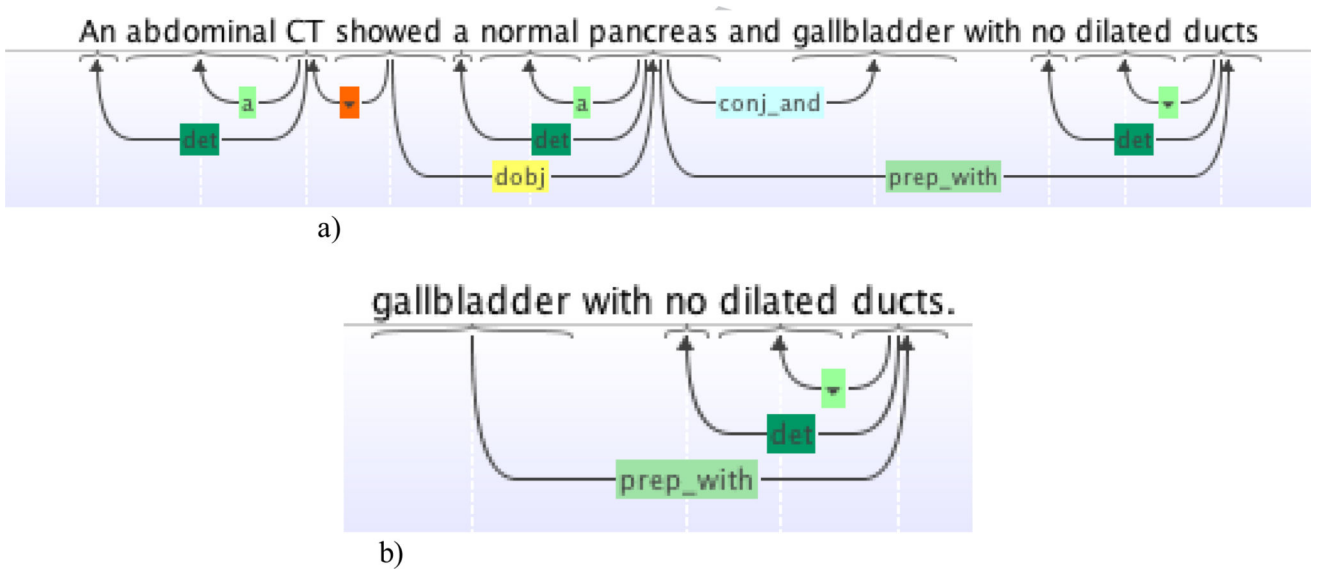 An abdominal CT showed a normal pancreas and gallbladder with no dilated ducts
a a conj_and
det det det
dobj prep_with
a)
gallbladder with no dilated ducts.
det
prep_with
b)